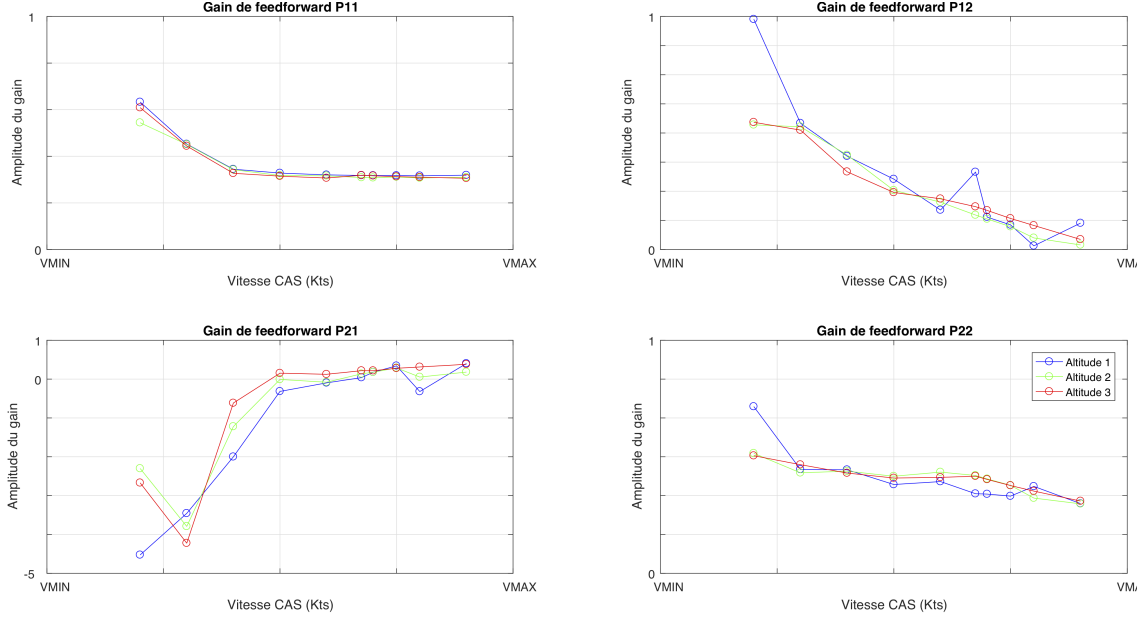 Gain de feedforward P11
1
Amplitude du gain
0
VMIN
VMAX
Vitesse CAS (Kts)
Gain de feedforward P12
1
Amplitude du gain
0
VMIN
VMA
Vitesse CAS (Kts)
Gain de feedforward P21
1
0
Amplitude du gain
-5
VMIN
VMAX
Vitesse CAS (Kts)
Gain de feedforward P22
1
Altitude 1
Altitude 2
Altitude 3
Amplitude du gain
0
VMIN
VMA
Vitesse CAS (Kts)